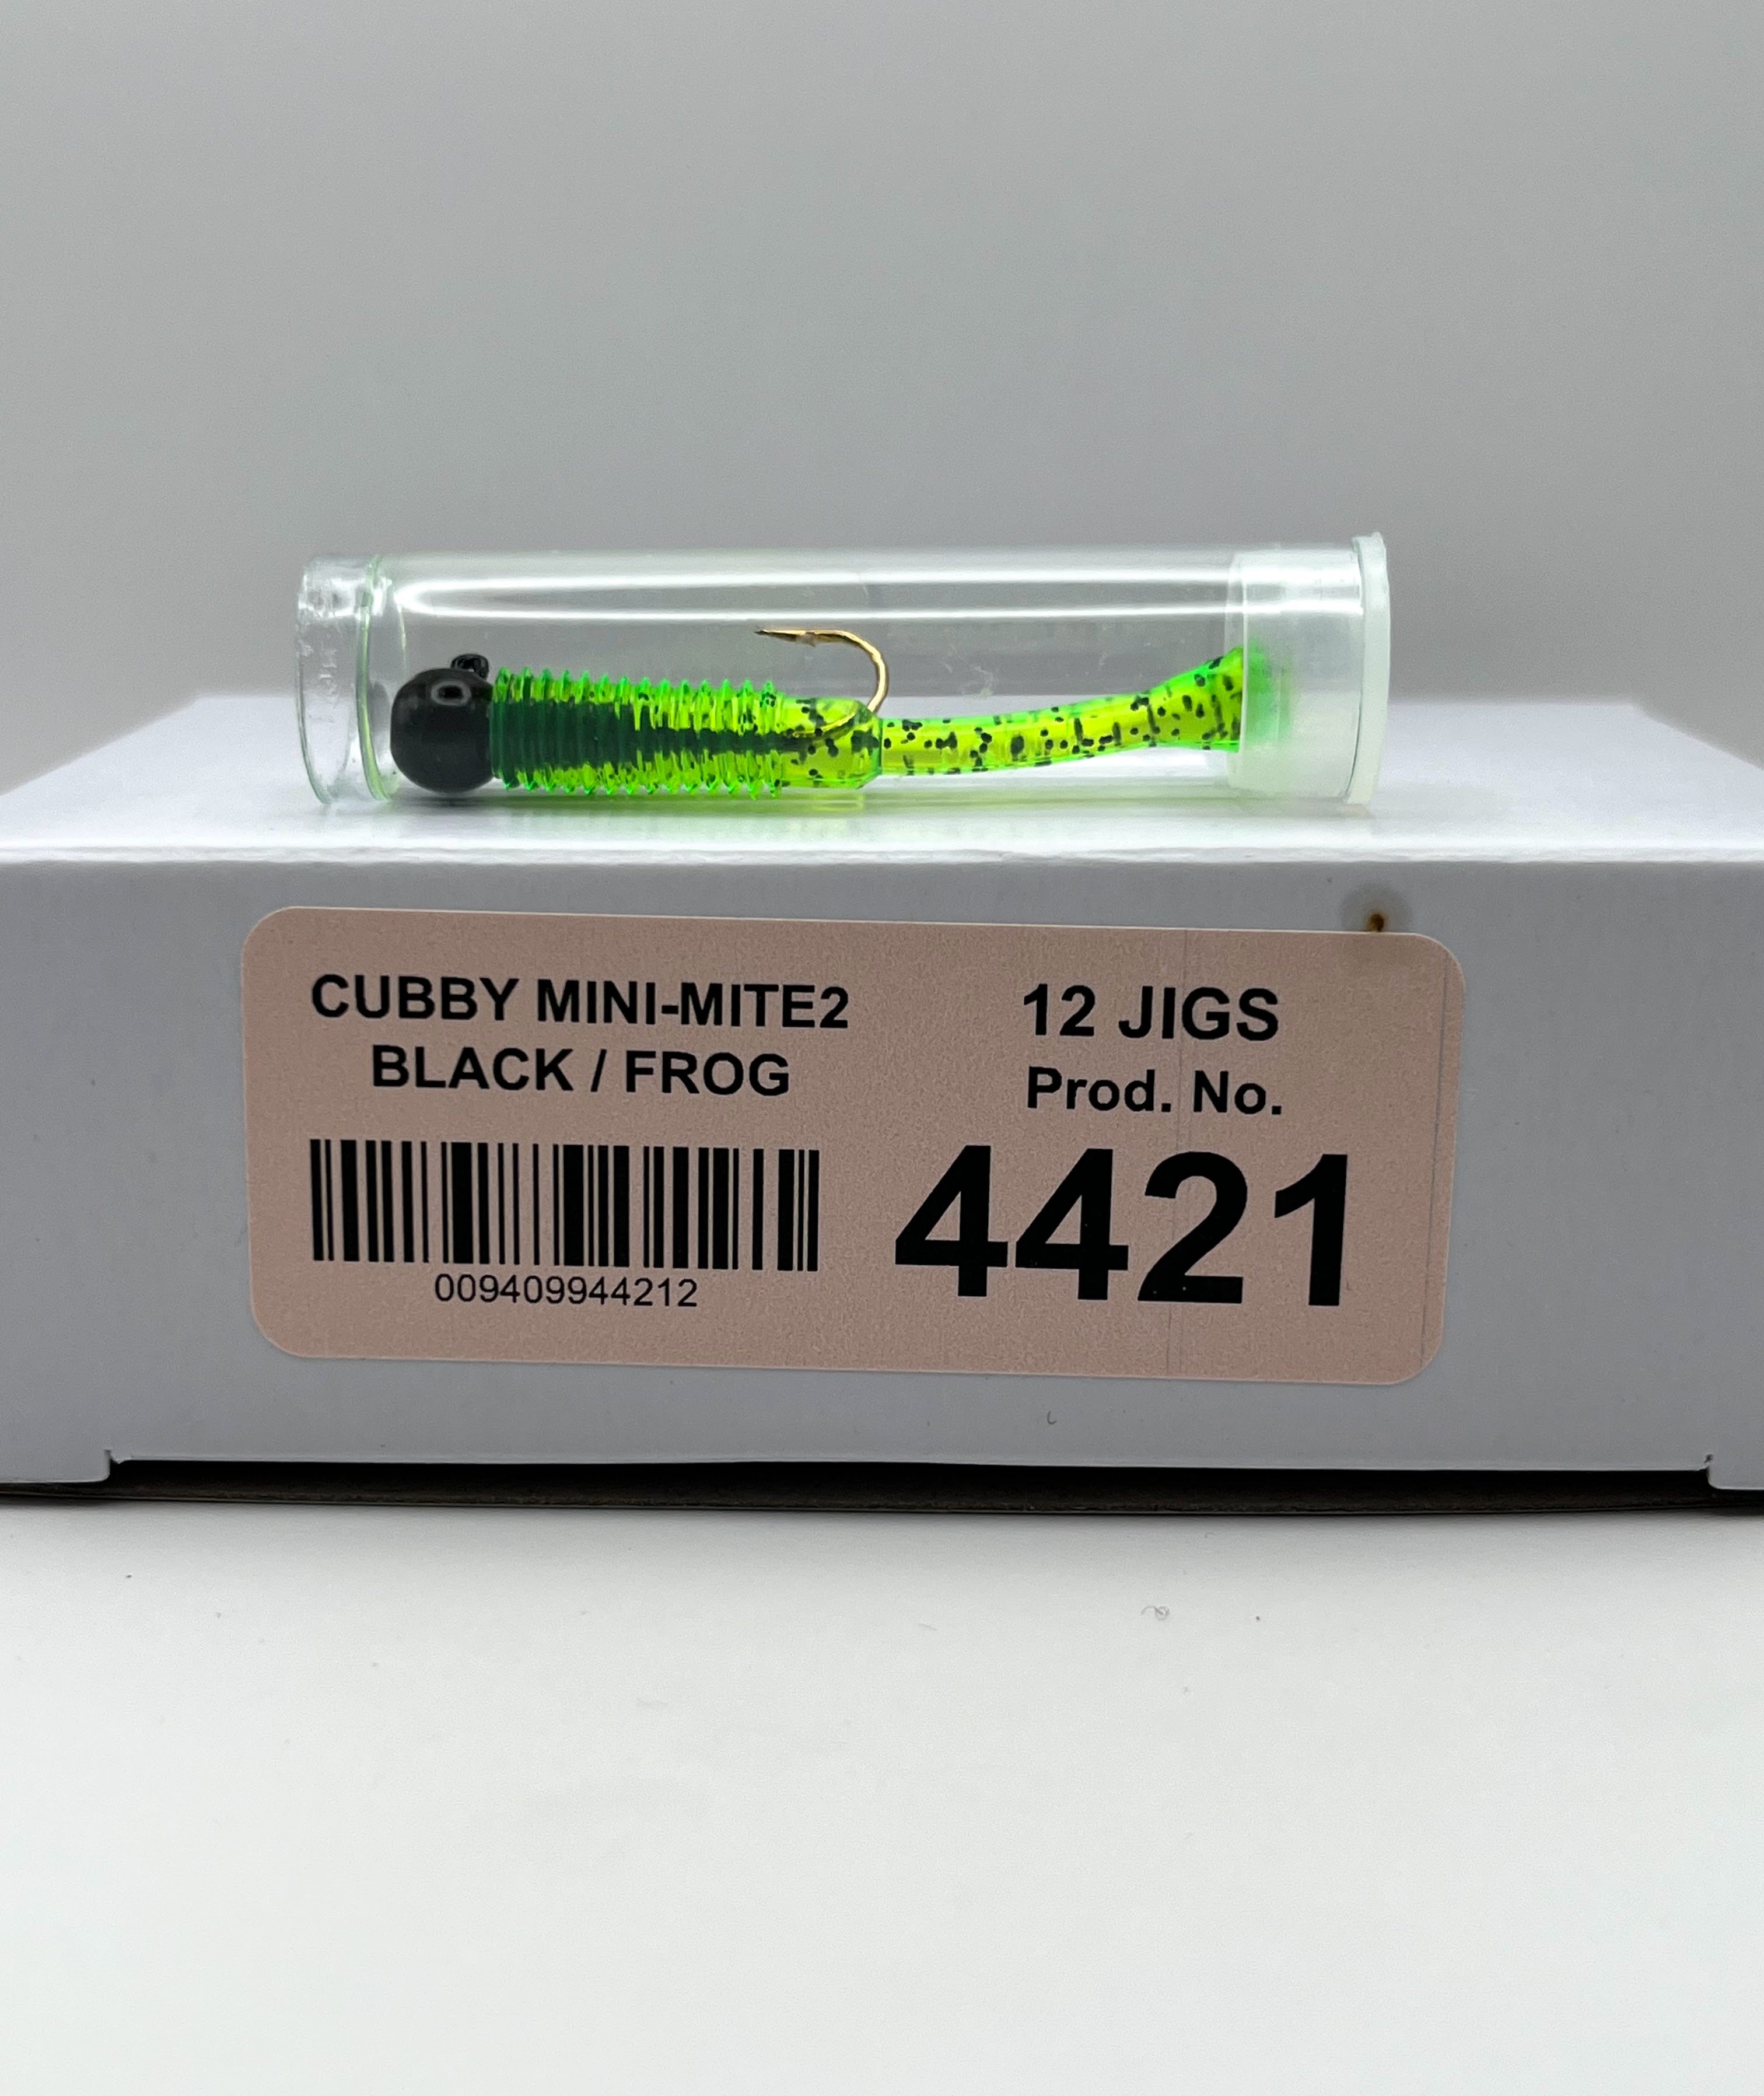 CUBBY MINI-MITE2
BLACK / FROG
009409944212
12 JIGS
Prod. No.
4421